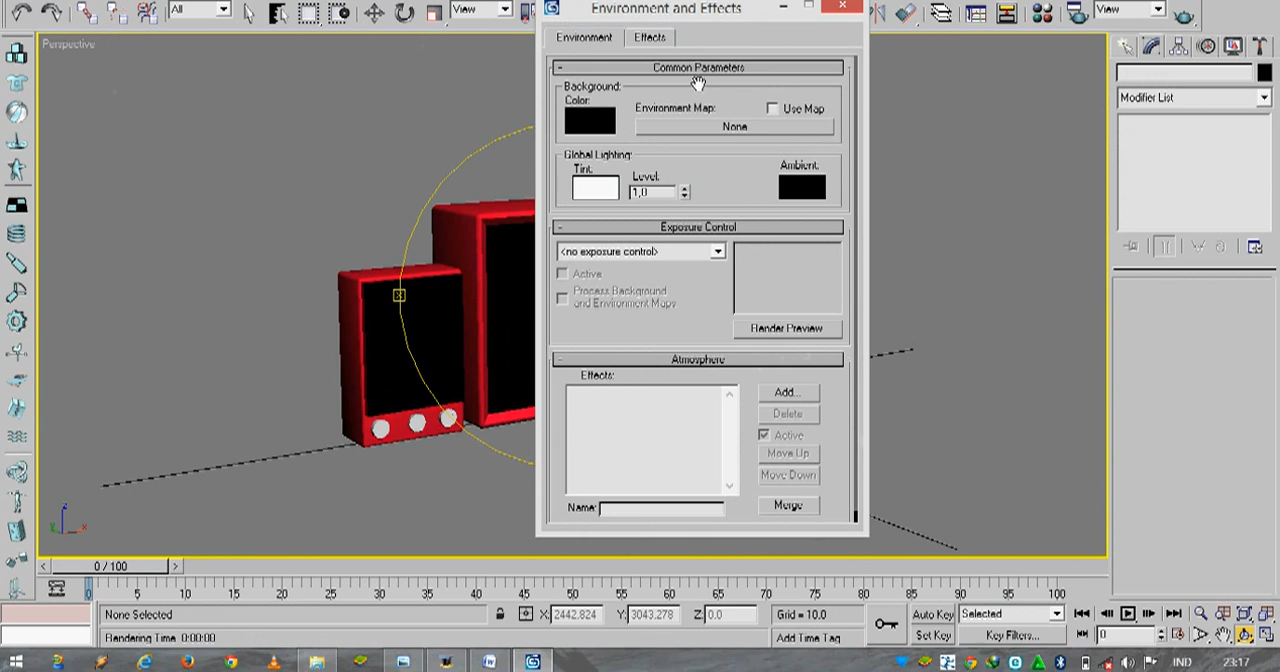 All
View
Environment and Effects
View
Perspective
Environment
Effects
- Common Parameters
Background:
Color:
Environment Map:
Use Map
None
Global Lighting:
Tint:
Level:
1,0
Ambient:
- Exposure Control
<no exposure control>
Active
Process Background
and Environment Maps
Render Preview
- Atmosphere
Effects:
Add...
Delete
Active
Move Up
Move Down
Name:
Merge
Modifier List
z
y
x
< 0 / 100 >
0 5 10 15 20 25 30 35 40 45 50 55 60 65 70 75 80 85 90 95 100
None Selected
X: 2442.824
Y: 3043.278
Z: 0.0
Grid = 10.0
Auto Key
Selected
Rendering Time 0:00:00
Add Time Tag
Set Key
Key Filters...
0
IND
23:17